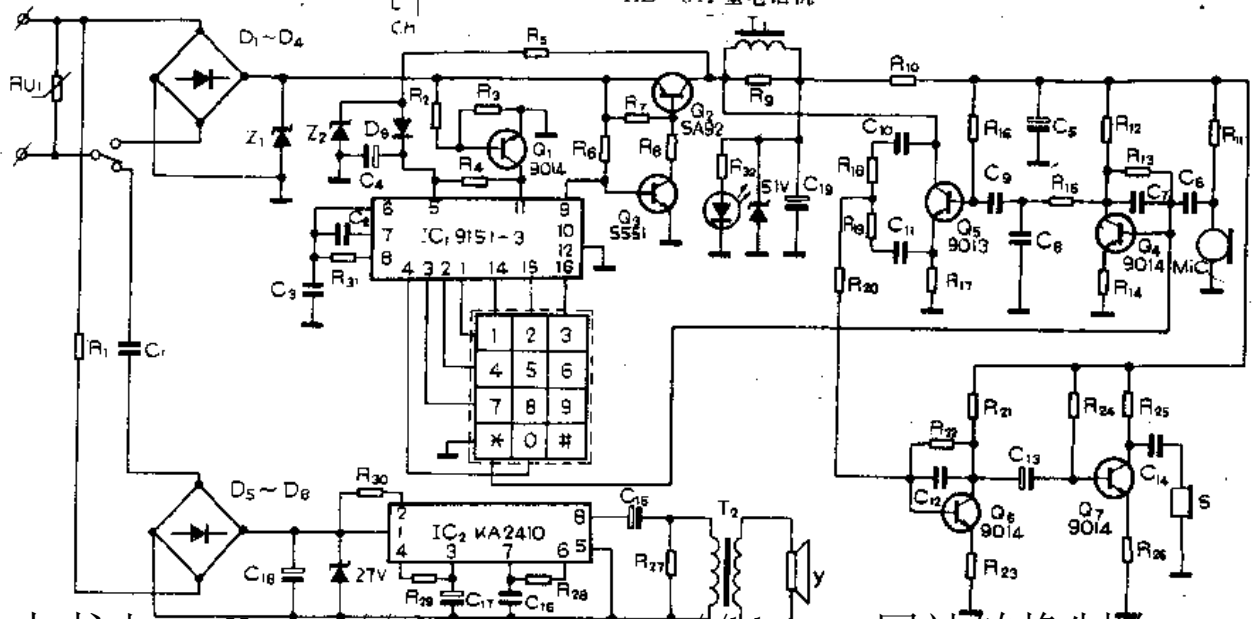 CH
型电话机
D₁~D₄
RU₁
R₅
T₁
R₁₀
Z₁
Z₂
D₉
C₄
R₂
R₃
Q₁
9014
R₄
R₆
R₇
R₈
Q₂
5A92
Q₃
5551
R₉
R₃₂
51V
C₁₉
C₁₀
R₁₈
R₁₉
C₁₁
R₂₀
Q₅
9013
R₁₇
R₁₆
C₉
C₅
R₁₅
C₈
R₁₂
R₁₃
C₇
C₆
R₁₁
Q₄
9014
MiC
R₁₄
6 5 11 9
7 IC₁ 9151-3 10
8 12
4 3 2 1 14 15 16
C₂
R₃₁
C₃
1 2 3
4 5 6
7 8 9
* 0 #
R₁
C₁
D₅~D₈
R₃₀
2 8
1 IC₂ KA2410 5
4 3 7 6
C₁₈
27V
R₂₉
C₁₇
C₁₆
R₂₈
C₁₅
R₂₇
T₂
Y
R₂₁
R₂₂
C₁₂
Q₆
9014
R₂₃
C₁₃
R₂₄
R₂₅
C₁₄
Q₇
9014
R₂₆
S